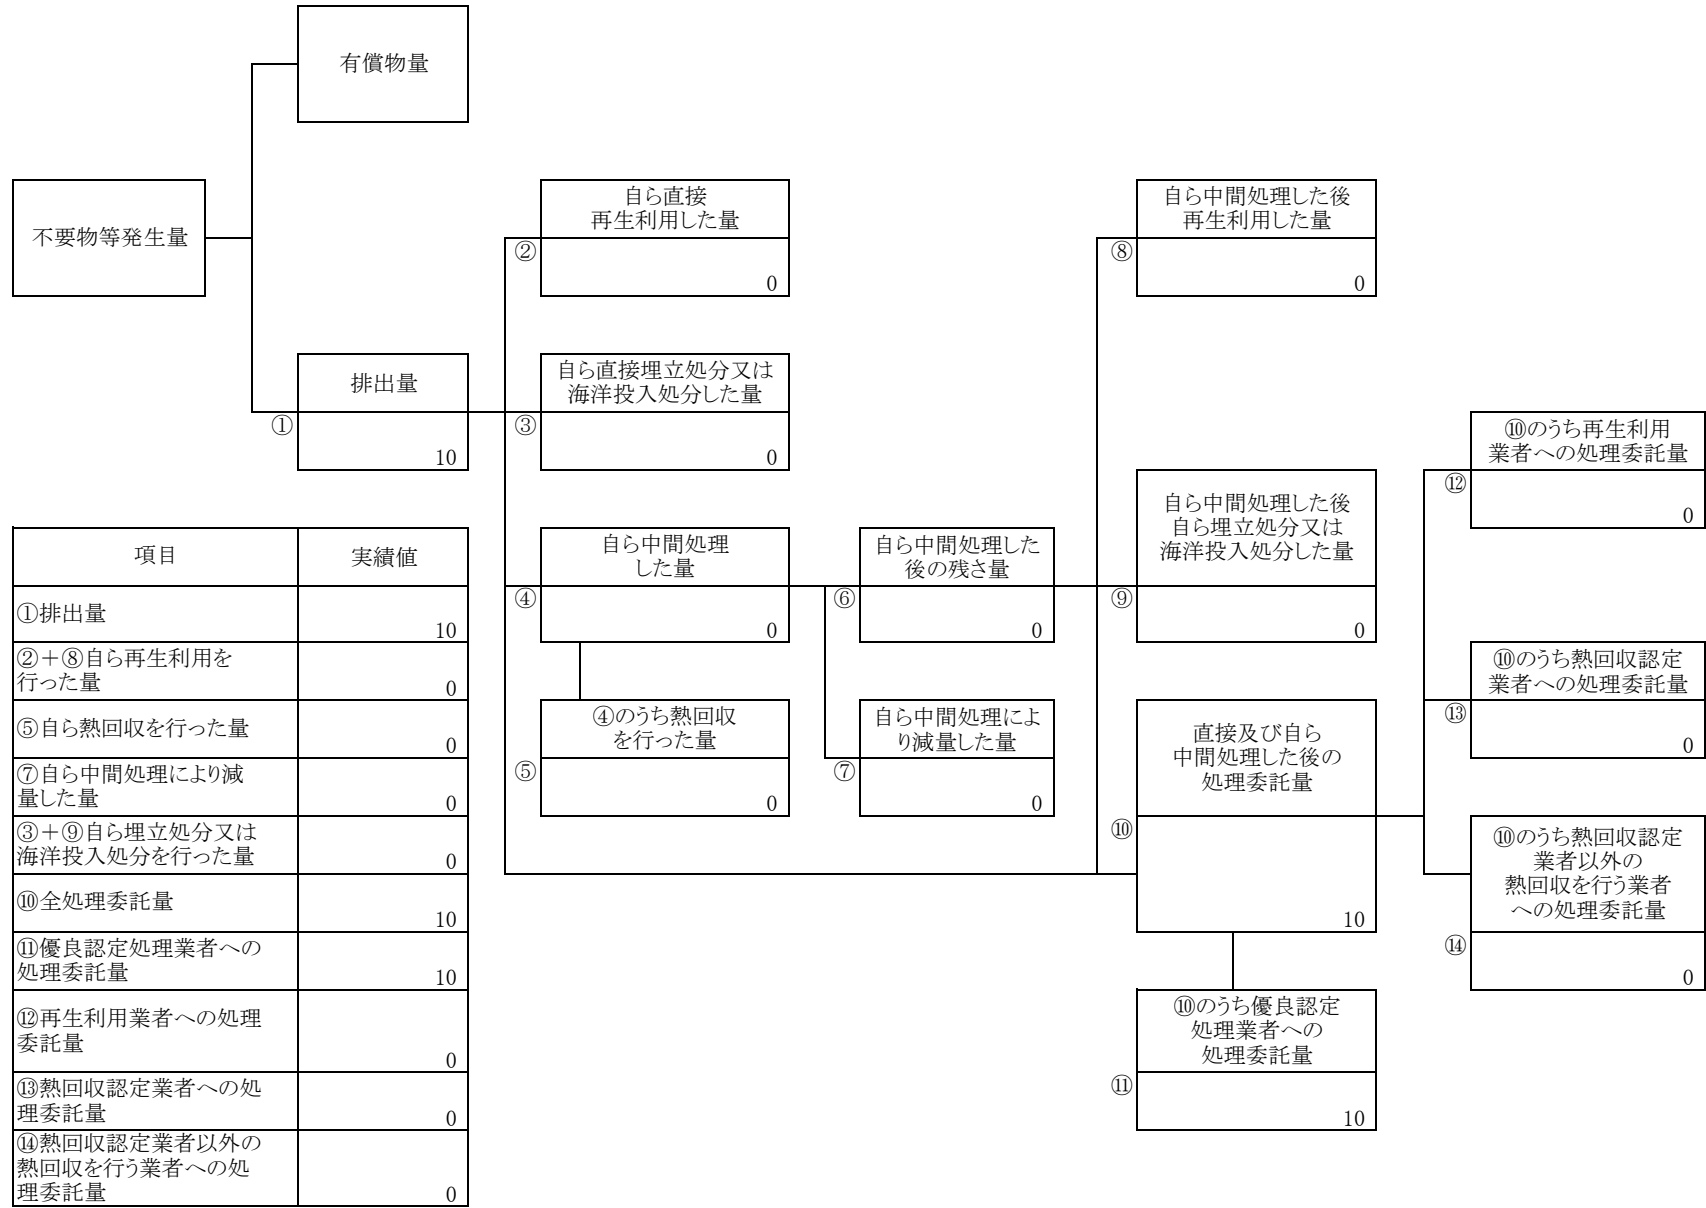 有償物量
不要物等発生量
自ら直接
再生利用した量
②
0
自ら中間処理した後
再生利用した量
⑧
0
排出量
①
10
自ら直接埋立処分又は
海洋投入処分した量
③
0
⑩のうち再生利用
業者への処理委託量
⑫
0
自ら中間処理した後
自ら埋立処分又は
海洋投入処分した量
⑨
0
自ら中間処理
した量
④
0
自ら中間処理した
後の残さ量
⑥
0
⑩のうち熱回収認定
業者への処理委託量
⑬
0
④のうち熱回収
を行った量
⑤
0
自ら中間処理によ
り減量した量
⑦
0
直接及び自ら
中間処理した後の
処理委託量
⑩
10
⑩のうち熱回収認定
業者以外の
熱回収を行う業者
への処理委託量
⑭
0
⑩のうち優良認定
処理業者への
処理委託量
⑪
10
項目 実績値
①排出量
10
②＋⑧自ら再生利用を
行った量
0
⑤自ら熱回収を行った量
0
⑦自ら中間処理により減
量した量
0
③＋⑨自ら埋立処分又は
海洋投入処分を行った量
0
⑩全処理委託量
10
⑪優良認定処理業者への
処理委託量
10
⑫再生利用業者への処理
委託量
0
⑬熱回収認定業者への処
理委託量
0
⑭熱回収認定業者以外の
熱回収を行う業者への処
理委託量
0